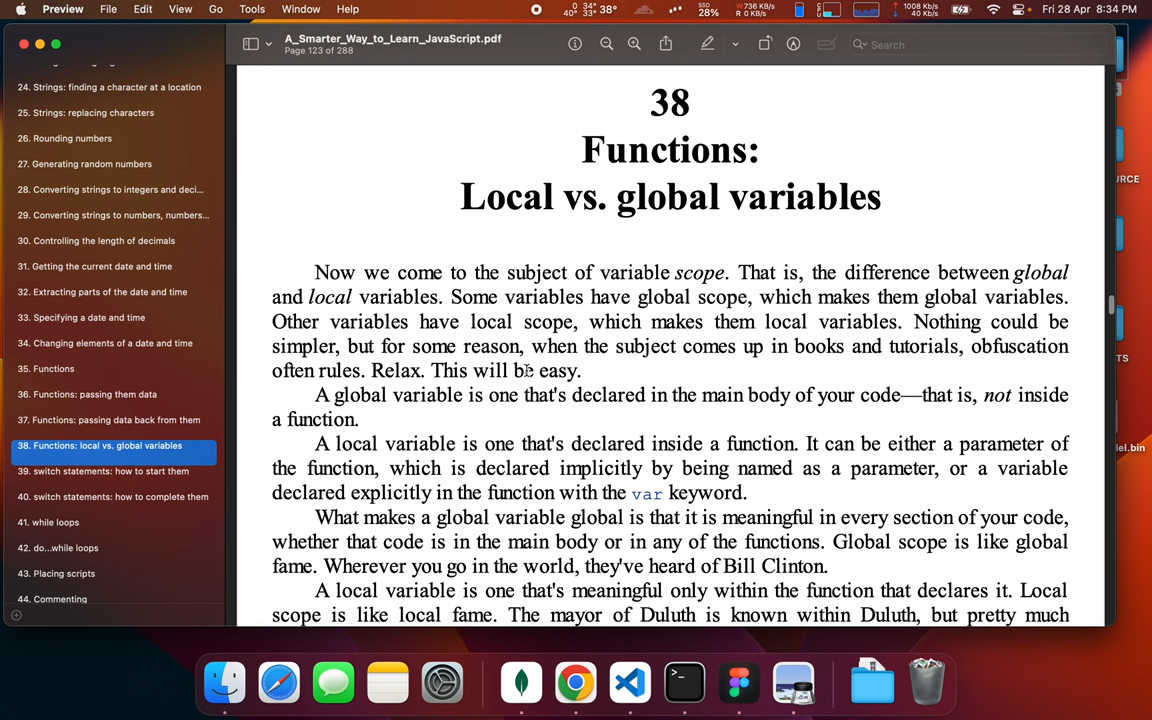 Preview File Edit View Go Tools Window Help
40° 34° 33° 38° SSD 28% W 736 KB/s R 0 KB/s 1008 Kb/s 40 Kb/s Fri 28 Apr 8:34 PM
A_Smarter_Way_to_Learn_JavaScript.pdf
Page 123 of 288
Search
24. Strings: finding a character at a location
25. Strings: replacing characters
26. Rounding numbers
27. Generating random numbers
28. Converting strings to integers and deci...
29. Converting strings to numbers, numbers...
30. Controlling the length of decimals
31. Getting the current date and time
32. Extracting parts of the date and time
33. Specifying a date and time
34. Changing elements of a date and time
35. Functions
36. Functions: passing them data
37. Functions: passing data back from them
38. Functions: local vs. global variables
39. switch statements: how to start them
40. switch statements: how to complete them
41. while loops
42. do...while loops
43. Placing scripts
44. Commenting
38
Functions:
Local vs. global variables
Now we come to the subject of variable scope. That is, the difference between global
and local variables. Some variables have global scope, which makes them global variables.
Other variables have local scope, which makes them local variables. Nothing could be
simpler, but for some reason, when the subject comes up in books and tutorials, obfuscation
often rules. Relax. This will be easy.
A global variable is one that's declared in the main body of your code—that is, not inside
a function.
A local variable is one that's declared inside a function. It can be either a parameter of
the function, which is declared implicitly by being named as a parameter, or a variable
declared explicitly in the function with the var keyword.
What makes a global variable global is that it is meaningful in every section of your code,
whether that code is in the main body or in any of the functions. Global scope is like global
fame. Wherever you go in the world, they've heard of Bill Clinton.
A local variable is one that's meaningful only within the function that declares it. Local
scope is like local fame. The mayor of Duluth is known within Duluth, but pretty much
URCE
TS
del.bin